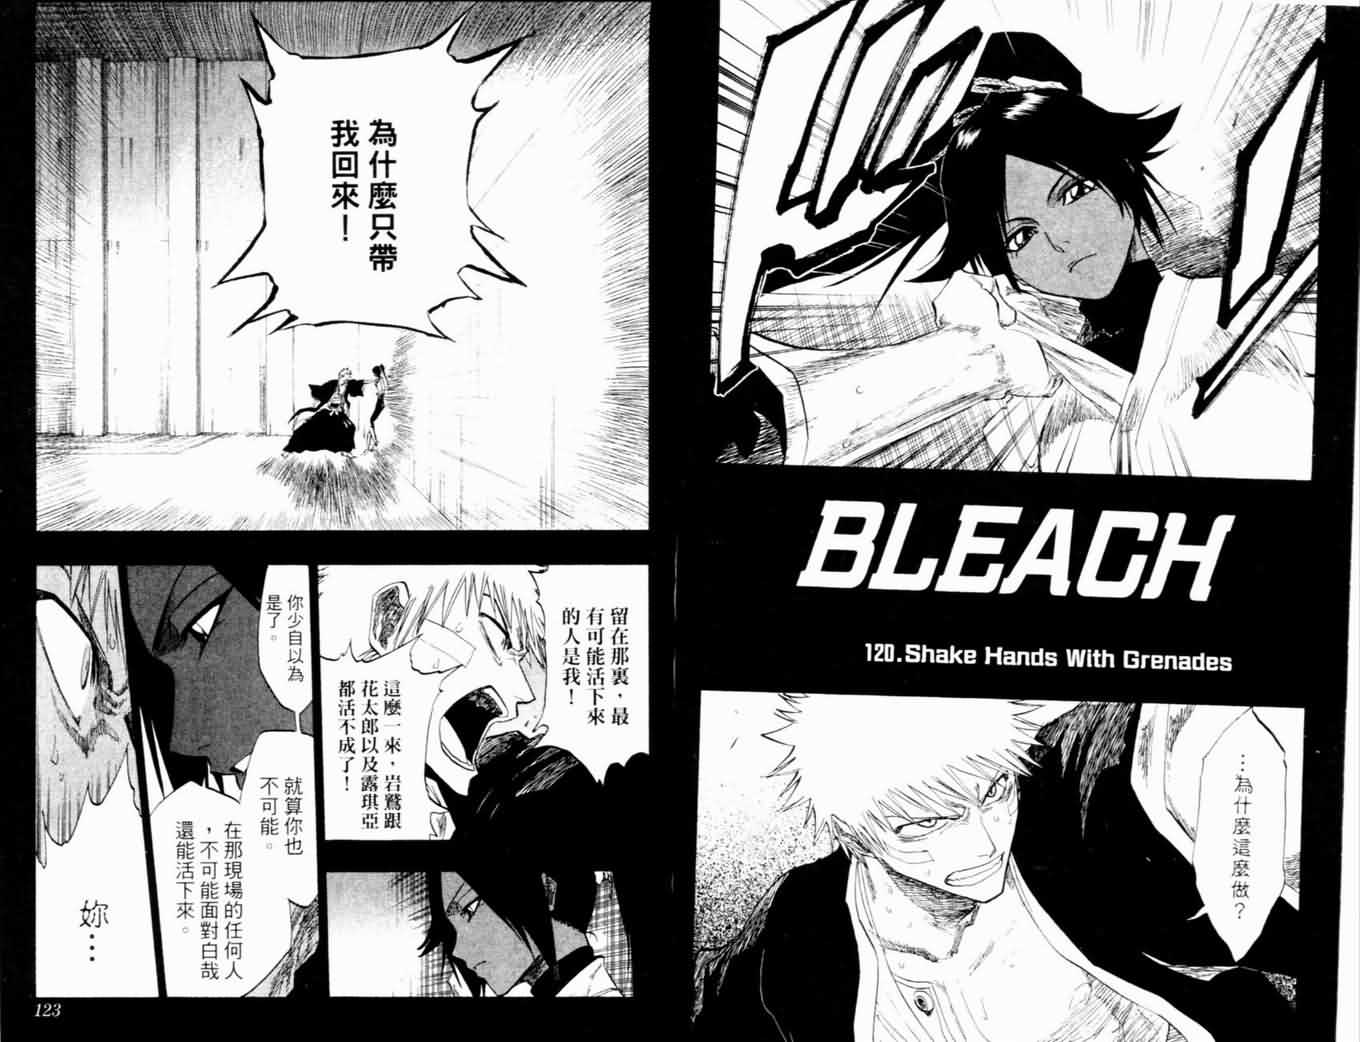 BLEACH
120.Shake Hands With Grenades
…為什麼這麼做？
為什麼只帶
我回來！
留在那裏，最
有可能活下來
的人是我！
這麼一來，岩鷲跟
花太郎以及露琪亞
都活不成了！
你少自以為
是了。
就算你也
不可能。
在那現場的任何人
，不可能面對白哉
還能活下來。
妳…
123